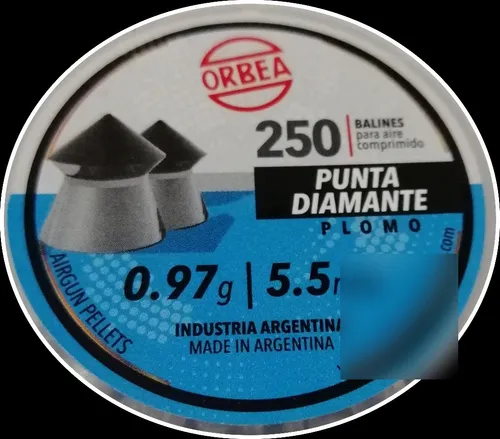 ORBEA
250
BALINES
para aire
comprimido
PUNTA
DIAMANTE
PLOMO
0.97g | 5.5
INDUSTRIA ARGENTINA
MADE IN ARGENTINA
AIRGUN PELLETS
.com